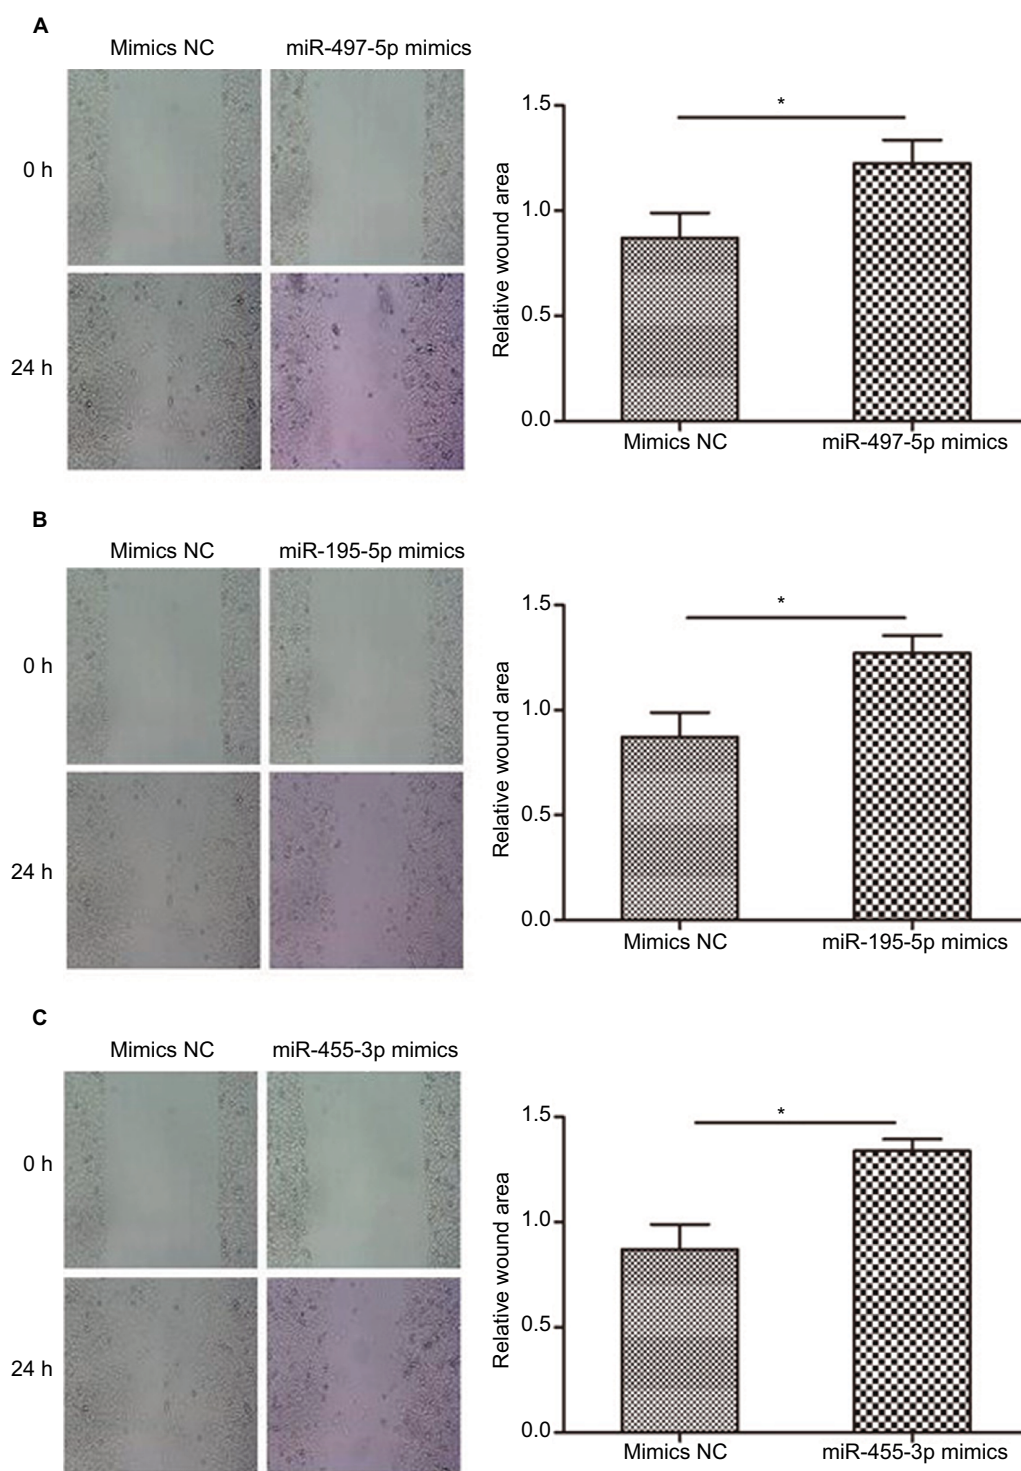 A
Mimics NC miR-497-5p mimics
0 h
24 h
1.5
1.0
0.5
0.0
Relative wound area
*
Mimics NC miR-497-5p mimics
B
Mimics NC miR-195-5p mimics
0 h
24 h
1.5
1.0
0.5
0.0
Relative wound area
*
Mimics NC miR-195-5p mimics
C
Mimics NC miR-455-3p mimics
0 h
24 h
1.5
1.0
0.5
0.0
Relative wound area
*
Mimics NC miR-455-3p mimics